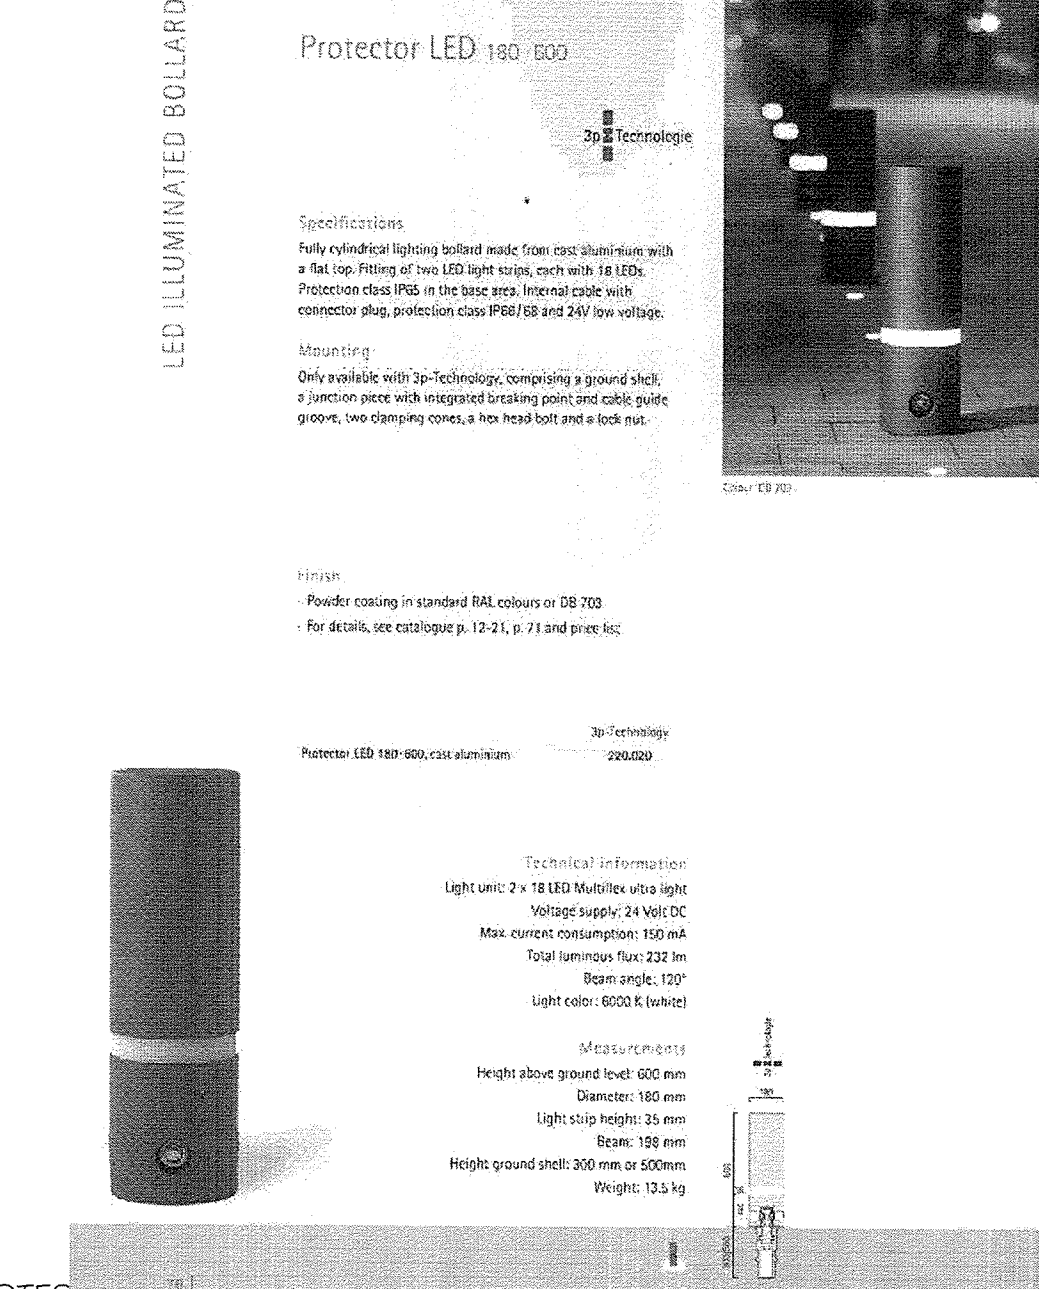 LED ILLUMINATED BOLLARD
Protector LED 180-600
3p Technologie
Specifications
Fully cylindrical lighting bollard made from cast aluminium with
a flat top. Fitting of two LED light strips, each with 18 LEDs.
Protection class IP65 in the base area. Internal cable with
connector plug, protection class IP66/68 and 24V low voltage.
Mounting
Only available with 3p-Technology, comprising a ground shell,
a junction piece with integrated breaking point and cable guide
groove, two clamping cones, a hex head bolt and a lock nut.
Colour: DB 703
Finish
- Powder coating in standard RAL colours or DB 703
- For details, see catalogue p. 12-21, p. 71 and price list
3p-Technology
Protector LED 180-600, cast aluminium 220.020
Technical information
Light unit: 2 x 18 LED Multiflex ultra light
Voltage supply: 24 Volt DC
Max. current consumption: 150 mA
Total luminous flux: 232 lm
Beam angle: 120°
Light color: 6000 K (white)
Measurements
Height above ground level: 600 mm
Diameter: 180 mm
Light strip height: 35 mm
Beam: 198 mm
Height ground shell: 300 mm or 500mm
Weight: 13.5 kg
3p Technologie
180